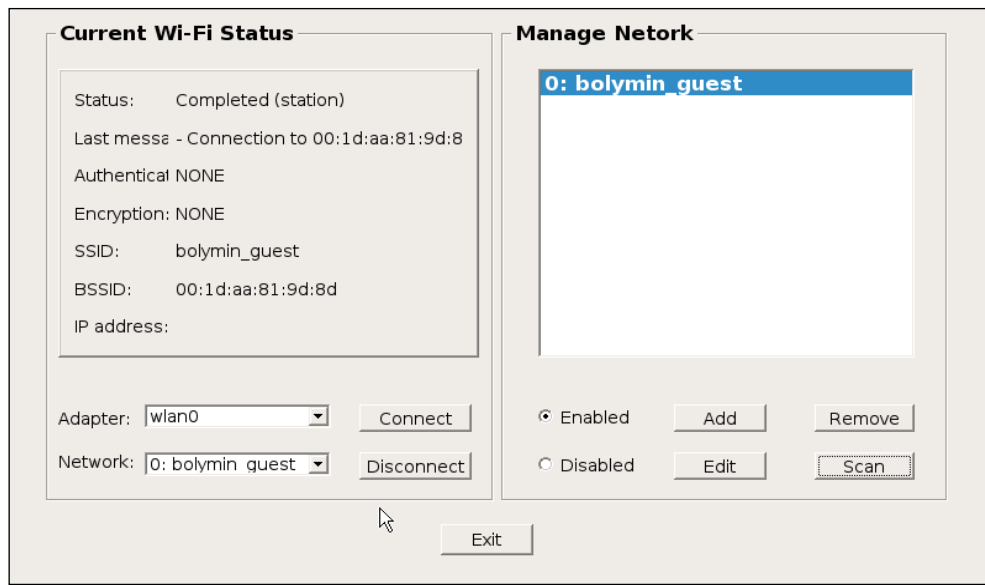 Current Wi-Fi Status
Status: Completed (station)
Last messa - Connection to 00:1d:aa:81:9d:8
Authenticat NONE
Encryption: NONE
SSID: bolymin_guest
BSSID: 00:1d:aa:81:9d:8d
IP address:
Adapter: wlan0 Connect
Network: 0: bolymin_guest Disconnect
Manage Netork
0: bolymin_guest
Enabled Add Remove
Disabled Edit Scan
Exit